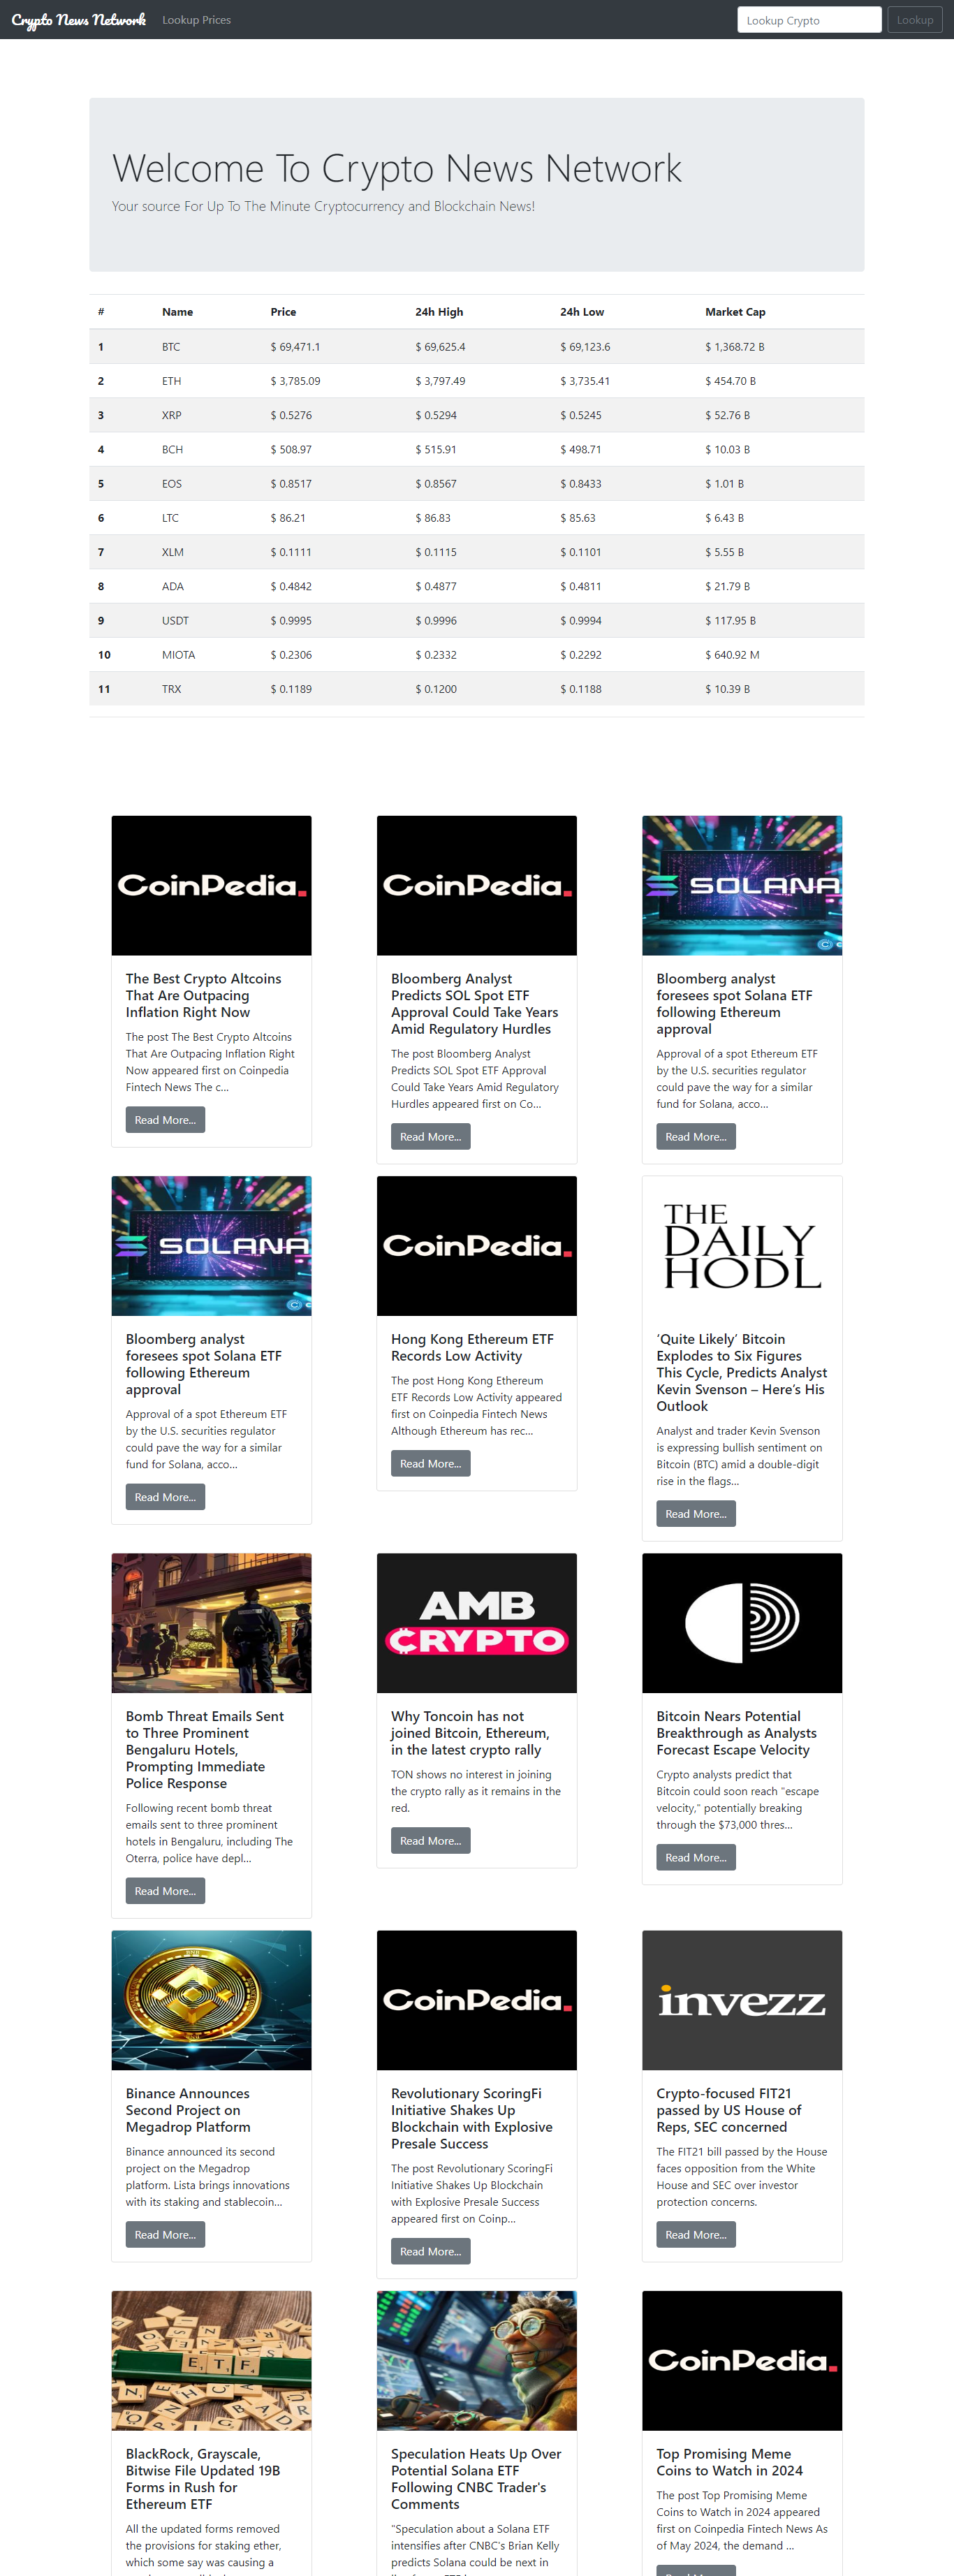 Crypto News Network Lookup Prices Lookup Crypto Lookup
Welcome To Crypto News Network
Your source For Up To The Minute Cryptocurrency and Blockchain News!
# Name Price 24h High 24h Low Market Cap
1 BTC $ 69,471.1 $ 69,625.4 $ 69,123.6 $ 1,368.72 B
2 ETH $ 3,785.09 $ 3,797.49 $ 3,735.41 $ 454.70 B
3 XRP $ 0.5276 $ 0.5294 $ 0.5245 $ 52.76 B
4 BCH $ 508.97 $ 515.91 $ 498.71 $ 10.03 B
5 EOS $ 0.8517 $ 0.8567 $ 0.8433 $ 1.01 B
6 LTC $ 86.21 $ 86.83 $ 85.63 $ 6.43 B
7 XLM $ 0.1111 $ 0.1115 $ 0.1101 $ 5.55 B
8 ADA $ 0.4842 $ 0.4877 $ 0.4811 $ 21.79 B
9 USDT $ 0.9995 $ 0.9996 $ 0.9994 $ 117.95 B
10 MIOTA $ 0.2306 $ 0.2332 $ 0.2292 $ 640.92 M
11 TRX $ 0.1189 $ 0.1200 $ 0.1188 $ 10.39 B
CoinPedia.
The Best Crypto Altcoins
That Are Outpacing
Inflation Right Now
The post The Best Crypto Altcoins
That Are Outpacing Inflation Right
Now appeared first on Coinpedia
Fintech News The c...
Read More...
CoinPedia.
Bloomberg Analyst
Predicts SOL Spot ETF
Approval Could Take Years
Amid Regulatory Hurdles
The post Bloomberg Analyst
Predicts SOL Spot ETF Approval
Could Take Years Amid Regulatory
Hurdles appeared first on Co...
Read More...
SOLANA
Bloomberg analyst
foresees spot Solana ETF
following Ethereum
approval
Approval of a spot Ethereum ETF
by the U.S. securities regulator
could pave the way for a similar
fund for Solana, acco...
Read More...
SOLANA
Bloomberg analyst
foresees spot Solana ETF
following Ethereum
approval
Approval of a spot Ethereum ETF
by the U.S. securities regulator
could pave the way for a similar
fund for Solana, acco...
Read More...
CoinPedia.
Hong Kong Ethereum ETF
Records Low Activity
The post Hong Kong Ethereum
ETF Records Low Activity appeared
first on Coinpedia Fintech News
Although Ethereum has rec...
Read More...
THE
DAILY
HODL
‘Quite Likely’ Bitcoin
Explodes to Six Figures
This Cycle, Predicts Analyst
Kevin Svenson – Here’s His
Outlook
Analyst and trader Kevin Svenson
is expressing bullish sentiment on
Bitcoin (BTC) amid a double-digit
rise in the flags...
Read More...
Bomb Threat Emails Sent
to Three Prominent
Bengaluru Hotels,
Prompting Immediate
Police Response
Following recent bomb threat
emails sent to three prominent
hotels in Bengaluru, including The
Oterra, police have depl...
Read More...
AMB
CRYPTO
Why Toncoin has not
joined Bitcoin, Ethereum,
in the latest crypto rally
TON shows no interest in joining
the crypto rally as it remains in the
red.
Read More...
Bitcoin Nears Potential
Breakthrough as Analysts
Forecast Escape Velocity
Crypto analysts predict that
Bitcoin could soon reach "escape
velocity," potentially breaking
through the $73,000 thres...
Read More...
Binance Announces
Second Project on
Megadrop Platform
Binance announced its second
project on the Megadrop
platform. Lista brings innovations
with its staking and stablecoin...
Read More...
CoinPedia.
Revolutionary ScoringFi
Initiative Shakes Up
Blockchain with Explosive
Presale Success
The post Revolutionary ScoringFi
Initiative Shakes Up Blockchain
with Explosive Presale Success
appeared first on Coinp...
Read More...
invezz
Crypto-focused FIT21
passed by US House of
Reps, SEC concerned
The FIT21 bill passed by the House
faces opposition from the White
House and SEC over investor
protection concerns.
Read More...
ETF
BlackRock, Grayscale,
Bitwise File Updated 19B
Forms in Rush for
Ethereum ETF
All the updated forms removed
the provisions for staking ether,
which some say was causing a
Speculation Heats Up Over
Potential Solana ETF
Following CNBC Trader's
Comments
"Speculation about a Solana ETF
intensifies after CNBC's Brian Kelly
predicts Solana could be next in
CoinPedia.
Top Promising Meme
Coins to Watch in 2024
The post Top Promising Meme
Coins to Watch in 2024 appeared
first on Coinpedia Fintech News As
of May 2024, the demand ...